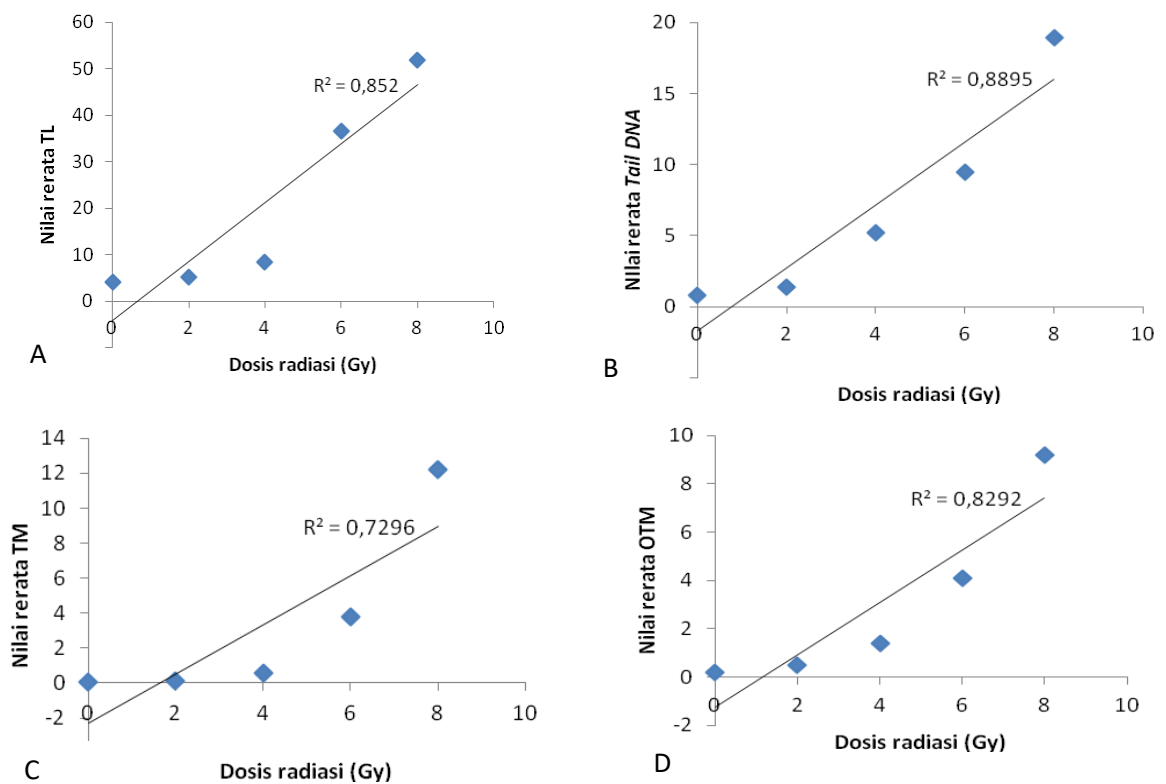 60
50
40
30
20
10
0
Nilai rerata TL
R² = 0,852
0 2 4 6 8 10
Dosis radiasi (Gy)
A
20
15
10
5
0
NIlai rerata Tail DNA
R² = 0,8895
0 2 4 6 8 10
Dosis radiasi (Gy)
B
14
12
10
8
6
4
2
0
-2
Nilai rerata TM
R² = 0,7296
0 2 4 6 8 10
Dosis radiasi (Gy)
C
10
8
6
4
2
0
-2
Nilai rerata OTM
R² = 0,8292
0 2 4 6 8 10
Dosis radiasi (Gy)
D